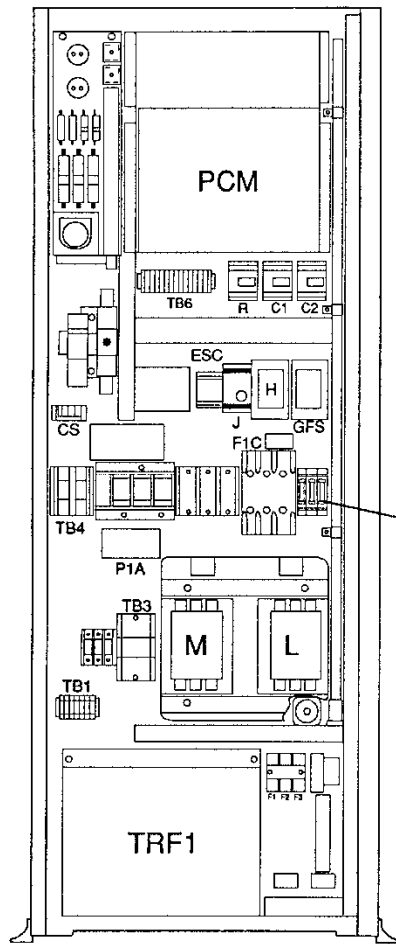 PCM
TB6
R C1 C2
ESC
H
J
GFS
CS
F1C
TB4
P1A
TB3
M L
TB1
F1 F2 F3
TRF1